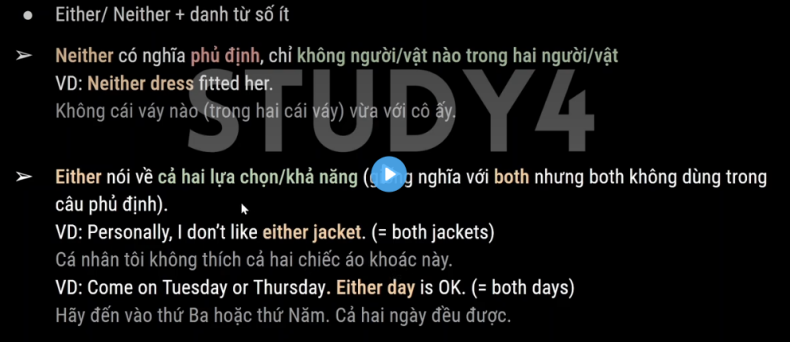 ● Either/ Neither + danh từ số ít
➢ Neither có nghĩa phủ định, chỉ không người/vật nào trong hai người/vật
VD: Neither dress fitted her.
Không cái váy nào (trong hai cái váy) vừa với cô ấy.
STUDY4
➢ Either nói về cả hai lựa chọn/khả năng nghĩa với both nhưng both không dùng trong
câu phủ định).
VD: Personally, I don't like either jacket. (= both jackets)
Cá nhân tôi không thích cả hai chiếc áo khoác này.
VD: Come on Tuesday or Thursday. Either day is OK. (= both days)
Hãy đến vào thứ Ba hoặc thứ Năm. Cả hai ngày đều được.